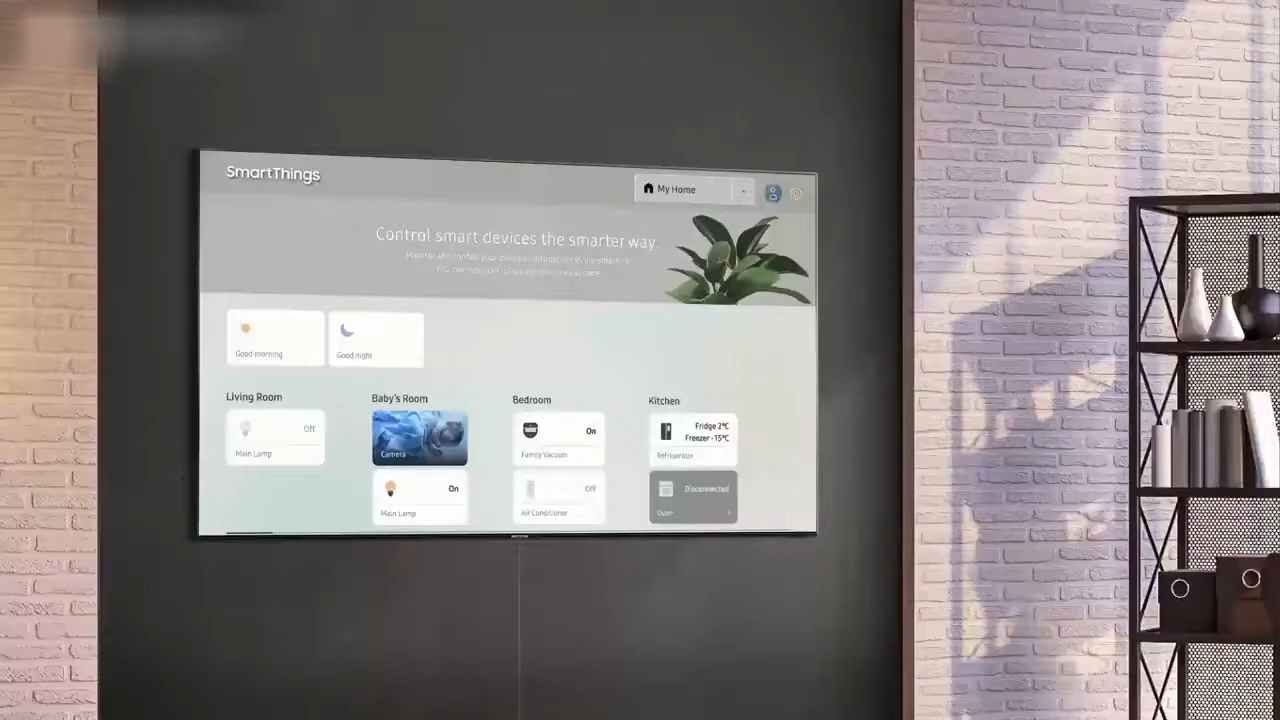 SmartThings
My Home
Control smart devices the smarter way.
Good morning
Good night
Living Room
Off
Main Lamp
Baby's Room
Camera
On
Main Lamp
Bedroom
On
Family Vacuum
Off
Air Conditioner
Kitchen
Fridge 2°C
Freezer -15°C
Refrigerator
Disconnected
Oven